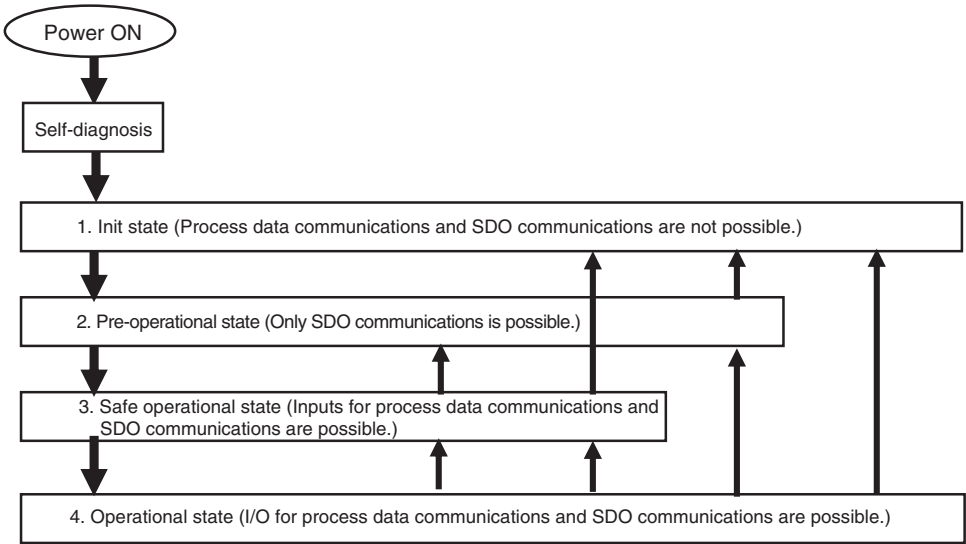 Power ON
Self-diagnosis
1. Init state (Process data communications and SDO communications are not possible.)
2. Pre-operational state (Only SDO communications is possible.)
3. Safe operational state (Inputs for process data communications and
SDO communications are possible.)
4. Operational state (I/O for process data communications and SDO communications are possible.)